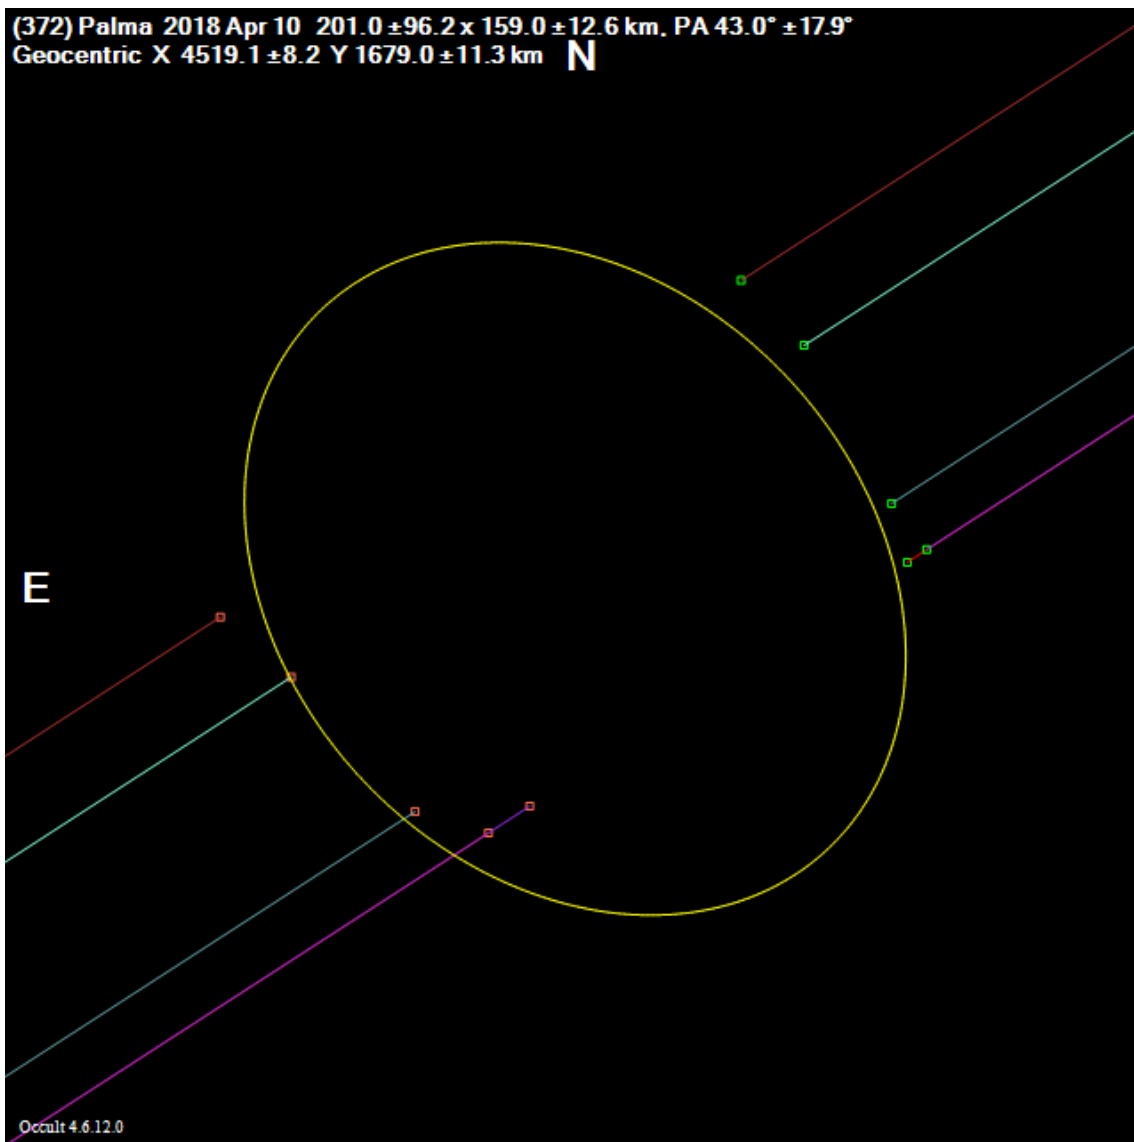 (372) Palma 2018 Apr 10 201.0 ±96.2 x 159.0 ±12.6 km, PA 43.0° ±17.9°
Geocentric X 4519.1 ±8.2 Y 1679.0 ±11.3 km
N
E
Occult 4.6.12.0